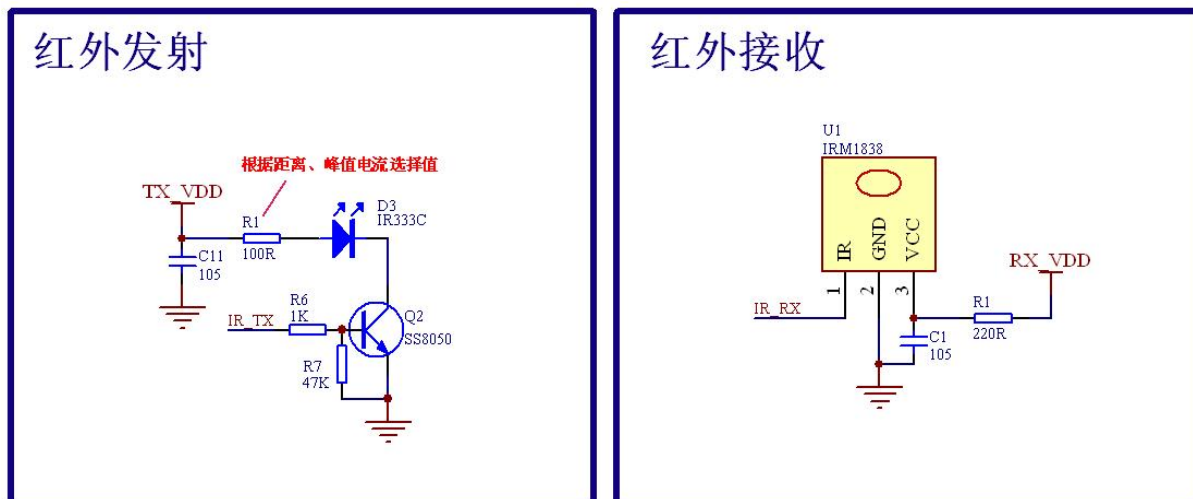 红外发射
根据距离、峰值电流选择值
TX_VDD
R1
100R
D3
IR333C
C11
105
IR_TX
R6
1K
Q2
SS8050
R7
47K
红外接收
U1
IRM1838
IR
GND
VCC
1
2
3
IR_RX
RX_VDD
R1
220R
C1
105